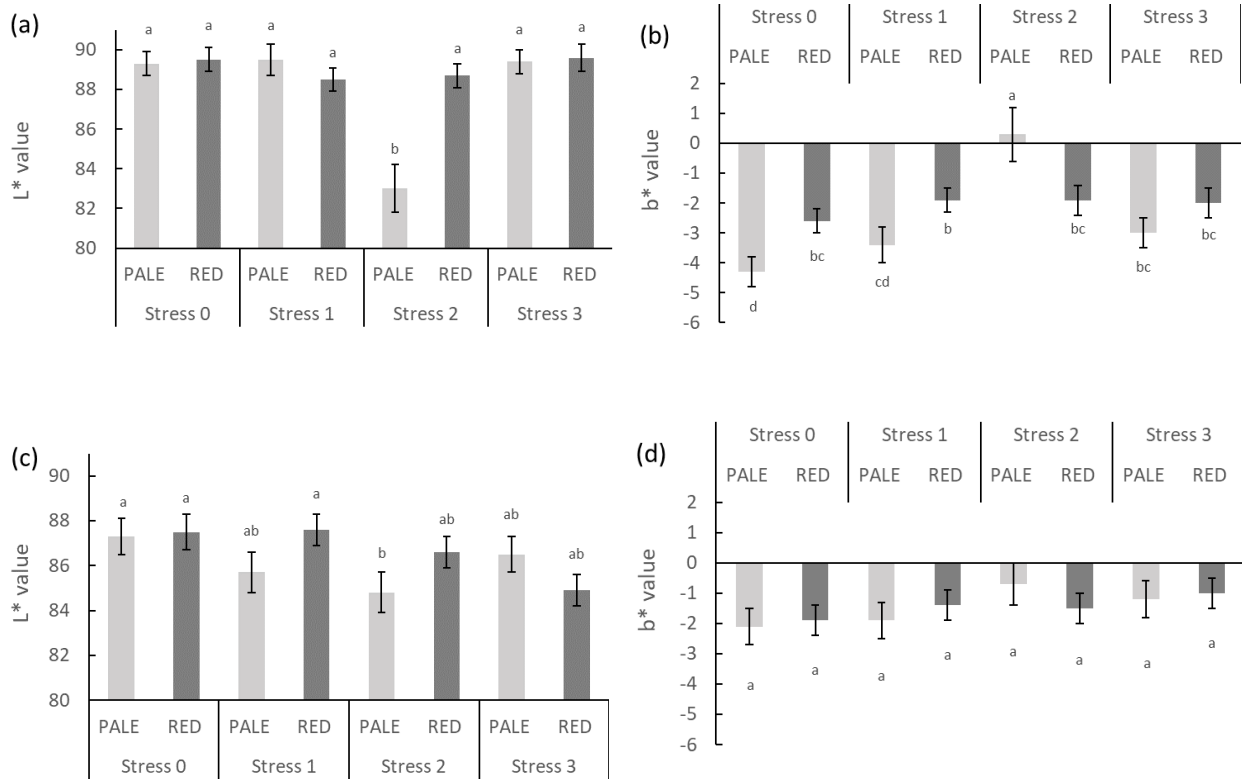 (a)
a a a a b a a a
90
88
86
84
82
80
L* value
PALE RED PALE RED PALE RED PALE RED
Stress 0 Stress 1 Stress 2 Stress 3
(b)
Stress 0 Stress 1 Stress 2 Stress 3
PALE RED PALE RED PALE RED PALE RED
2
1
0
-1
-2
-3
-4
-5
-6
b* value
d bc cd b a bc bc bc
(c)
a a ab a b ab ab ab
90
88
86
84
82
80
L* value
PALE RED PALE RED PALE RED PALE RED
Stress 0 Stress 1 Stress 2 Stress 3
(d)
Stress 0 Stress 1 Stress 2 Stress 3
PALE RED PALE RED PALE RED PALE RED
2
1
0
-1
-2
-3
-4
-5
-6
b* value
a a a a a a a a